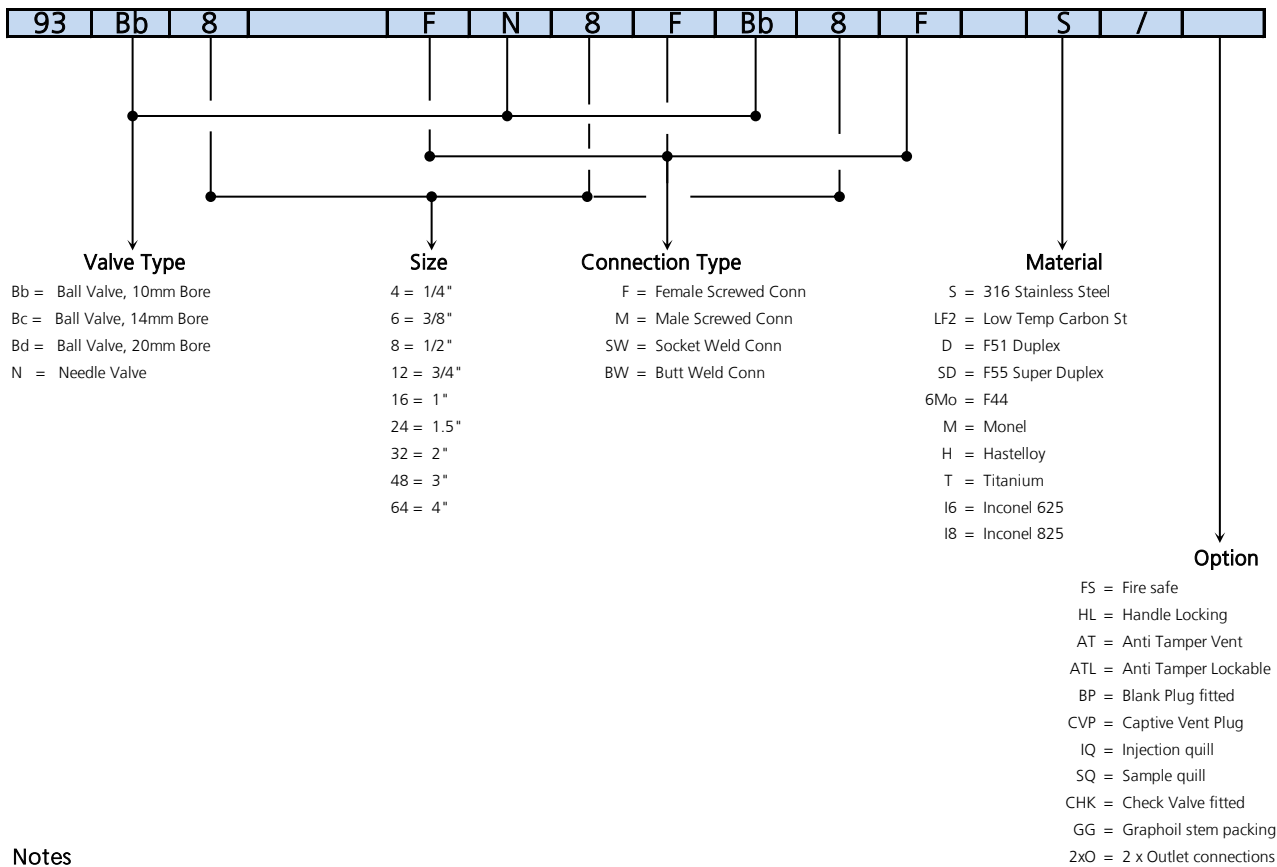 93 Bb 8 F N 8 F Bb 8 F S /
Valve Type
Bb = Ball Valve, 10mm Bore
Bc = Ball Valve, 14mm Bore
Bd = Ball Valve, 20mm Bore
N = Needle Valve
Size
4 = 1/4"
6 = 3/8"
8 = 1/2"
12 = 3/4"
16 = 1"
24 = 1.5"
32 = 2"
48 = 3"
64 = 4"
Connection Type
F = Female Screwed Conn
M = Male Screwed Conn
SW = Socket Weld Conn
BW = Butt Weld Conn
Material
S = 316 Stainless Steel
LF2 = Low Temp Carbon St
D = F51 Duplex
SD = F55 Super Duplex
6Mo = F44
M = Monel
H = Hastelloy
T = Titanium
I6 = Inconel 625
I8 = Inconel 825
Option
FS = Fire safe
HL = Handle Locking
AT = Anti Tamper Vent
ATL = Anti Tamper Lockable
BP = Blank Plug fitted
CVP = Captive Vent Plug
IQ = Injection quill
SQ = Sample quill
CHK = Check Valve fitted
GG = Graphoil stem packing
2xO = 2 x Outlet connections
Notes